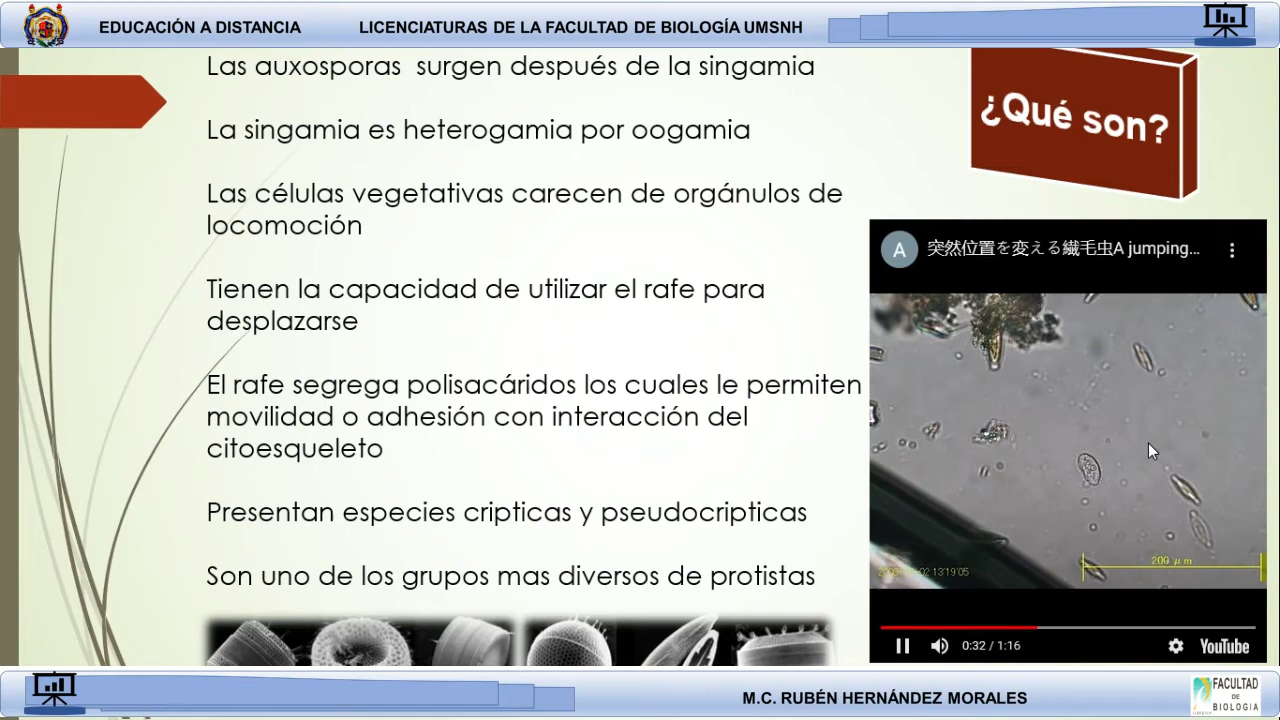 EDUCACIÓN A DISTANCIA
LICENCIATURAS DE LA FACULTAD DE BIOLOGÍA UMSNH
Las auxosporas surgen después de la singamia
La singamia es heterogamia por oogamia
Las células vegetativas carecen de orgánulos de
locomoción
Tienen la capacidad de utilizar el rafe para
desplazarse
El rafe segrega polisacáridos los cuales le permiten
movilidad o adhesión con interacción del
citoesqueleto
Presentan especies cripticas y pseudocripticas
Son uno de los grupos mas diversos de protistas
¿Qué son?
A
突然位置を変える繊毛虫A jumping...
200 μm
13:19'05
0:32 / 1:16
YouTube
M.C. RUBÉN HERNÁNDEZ MORALES
FACULTAD
DE
BIOLOGIA